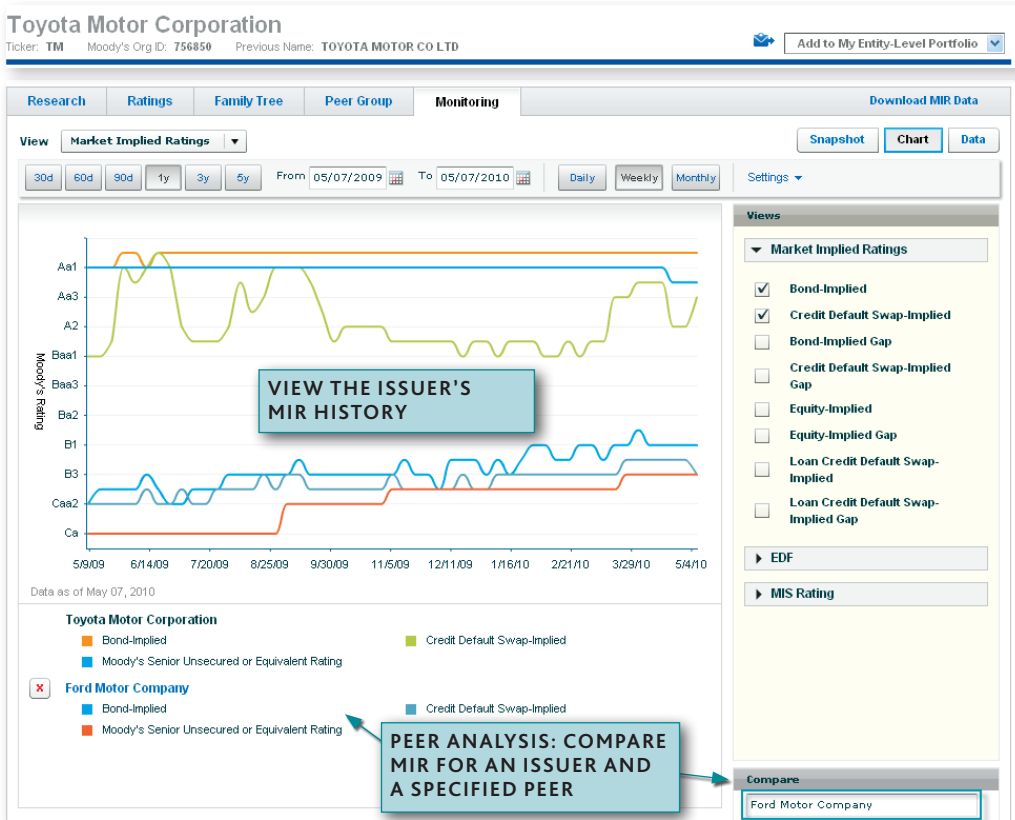 Toyota Motor Corporation
Ticker: TM Moody's Org ID: 756850 Previous Name: TOYOTA MOTOR CO LTD
Add to My Entity-Level Portfolio
Research Ratings Family Tree Peer Group Monitoring Download MIR Data
View Market Implied Ratings Snapshot Chart Data
30d 60d 90d 1y 3y 5y From 05/07/2009 To 05/07/2010 Daily Weekly Monthly Settings
Views
Market Implied Ratings
Bond-Implied
Credit Default Swap-Implied
Bond-Implied Gap
Credit Default Swap-Implied
Gap
Equity-Implied
Equity-Implied Gap
Loan Credit Default Swap-
Implied
Loan Credit Default Swap-
Implied Gap
EDF
MIS Rating
Moody's Rating
Aa1
Aa3
A2
Baa1
Baa3
Ba2
B1
B3
Caa2
Ca
VIEW THE ISSUER'S
MIR HISTORY
5/9/09 6/14/09 7/20/09 8/25/09 9/30/09 11/5/09 12/11/09 1/16/10 2/21/10 3/29/10 5/4/10
Data as of May 07, 2010
Toyota Motor Corporation
Bond-Implied Credit Default Swap-Implied
Moody's Senior Unsecured or Equivalent Rating
x Ford Motor Company
Bond-Implied Credit Default Swap-Implied
Moody's Senior Unsecured or Equivalent Rating
PEER ANALYSIS: COMPARE
MIR FOR AN ISSUER AND
A SPECIFIED PEER
Compare
Ford Motor Company